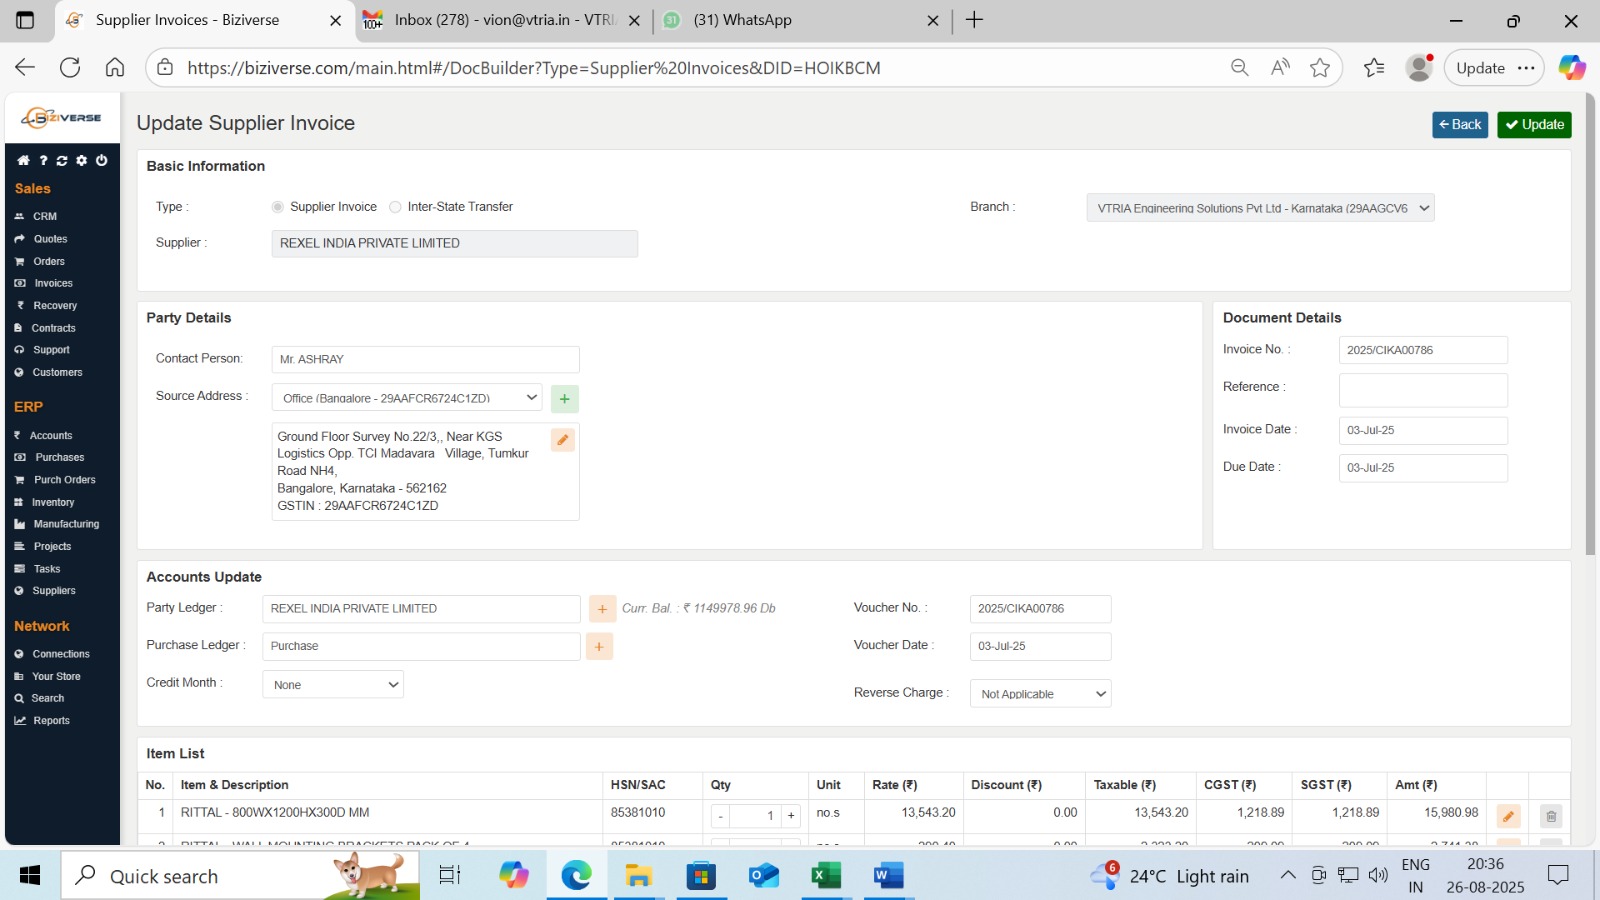 Supplier Invoices - Biziverse
Inbox (278) - vion@vtria.in - VTRI
(31) WhatsApp
https://biziverse.com/main.html#/DocBuilder?Type=Supplier%20Invoices&DID=HOIKBCM
Update
BIZIVERSE
Update Supplier Invoice
Back
Update
Sales
CRM
Quotes
Orders
Invoices
Recovery
Contracts
Support
Customers
ERP
Accounts
Purchases
Purch Orders
Inventory
Manufacturing
Projects
Tasks
Suppliers
Network
Connections
Your Store
Search
Reports
Basic Information
Type :
Supplier Invoice
Inter-State Transfer
Branch :
VTRIA Engineering Solutions Pvt Ltd - Karnataka (29AAGCV6
Supplier :
REXEL INDIA PRIVATE LIMITED
Party Details
Contact Person:
Mr. ASHRAY
Source Address :
Office (Bangalore - 29AAFCR6724C1ZD)
Ground Floor Survey No.22/3,, Near KGS
Logistics Opp. TCI Madavara Village, Tumkur
Road NH4,
Bangalore, Karnataka - 562162
GSTIN : 29AAFCR6724C1ZD
Document Details
Invoice No. :
2025/CIKA00786
Reference :
Invoice Date :
03-Jul-25
Due Date :
03-Jul-25
Accounts Update
Party Ledger :
REXEL INDIA PRIVATE LIMITED
Curr. Bal. : ₹ 1149978.96 Db
Voucher No. :
2025/CIKA00786
Purchase Ledger :
Purchase
Voucher Date :
03-Jul-25
Credit Month :
None
Reverse Charge :
Not Applicable
Item List
No. Item & Description HSN/SAC Qty Unit Rate (₹) Discount (₹) Taxable (₹) CGST (₹) SGST (₹) Amt (₹)
1 RITTAL - 800WX1200HX300D MM 85381010 - 1 + no.s 13,543.20 0.00 13,543.20 1,218.89 1,218.89 15,980.98
Quick search
6
24°C Light rain
ENG
IN
20:36
26-08-2025